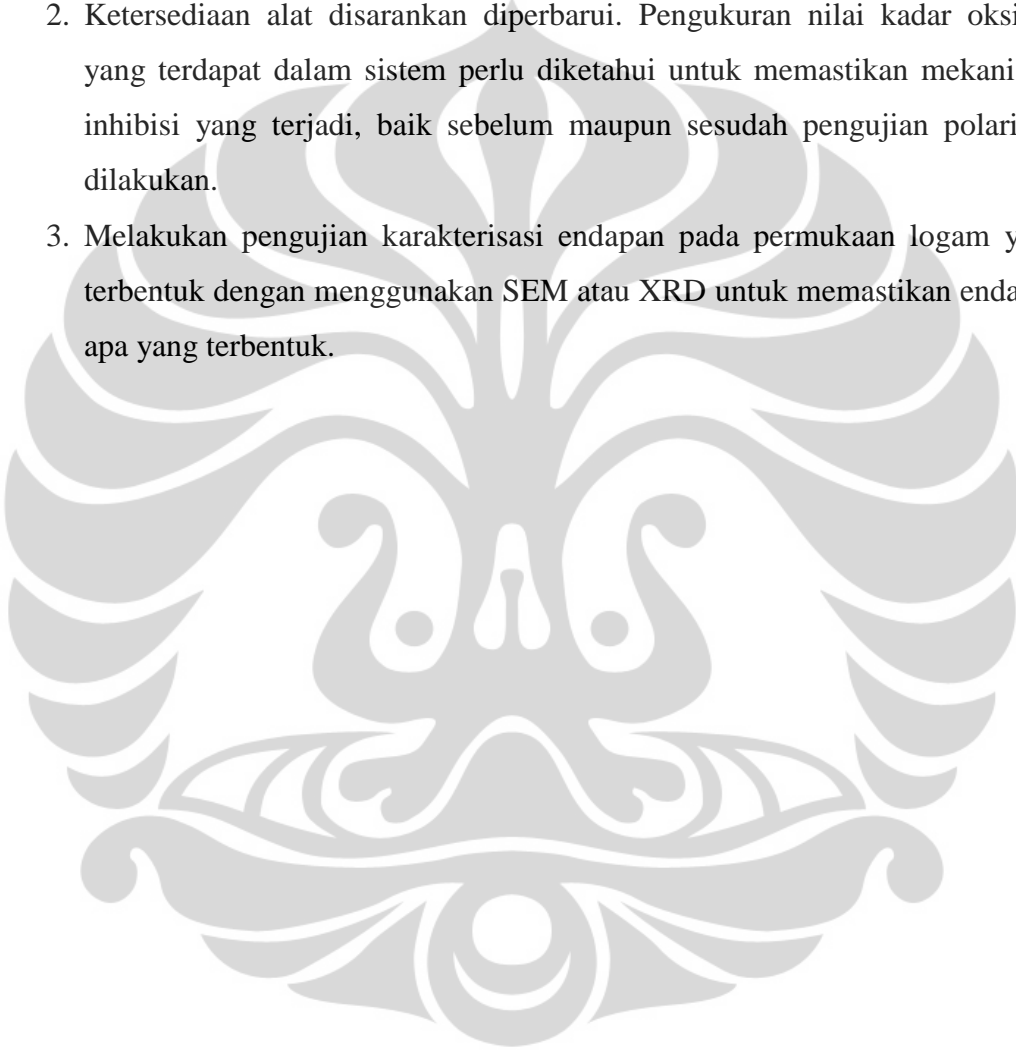 2. Ketersediaan alat disarankan diperbarui. Pengukuran nilai kadar oksi
yang terdapat dalam sistem perlu diketahui untuk memastikan mekani
inhibisi yang terjadi, baik sebelum maupun sesudah pengujian polari
dilakukan.
3. Melakukan pengujian karakterisasi endapan pada permukaan logam y
terbentuk dengan menggunakan SEM atau XRD untuk memastikan enda
apa yang terbentuk.